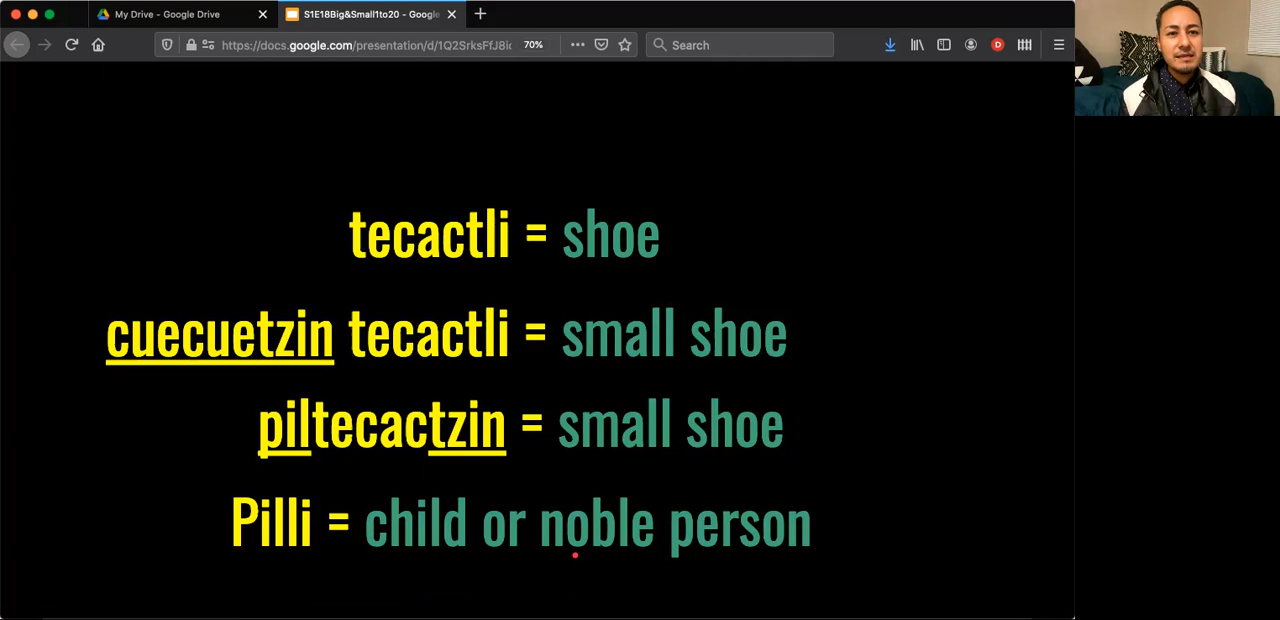 My Drive - Google Drive
S1E18Big&Small1to20 - Google
https://docs.google.com/presentation/d/1Q2SrksFfJ8ic
70%
Search
D
tecactli = shoe
cuecuetzin tecactli = small shoe
piltecactzin = small shoe
Pilli = child or noble person